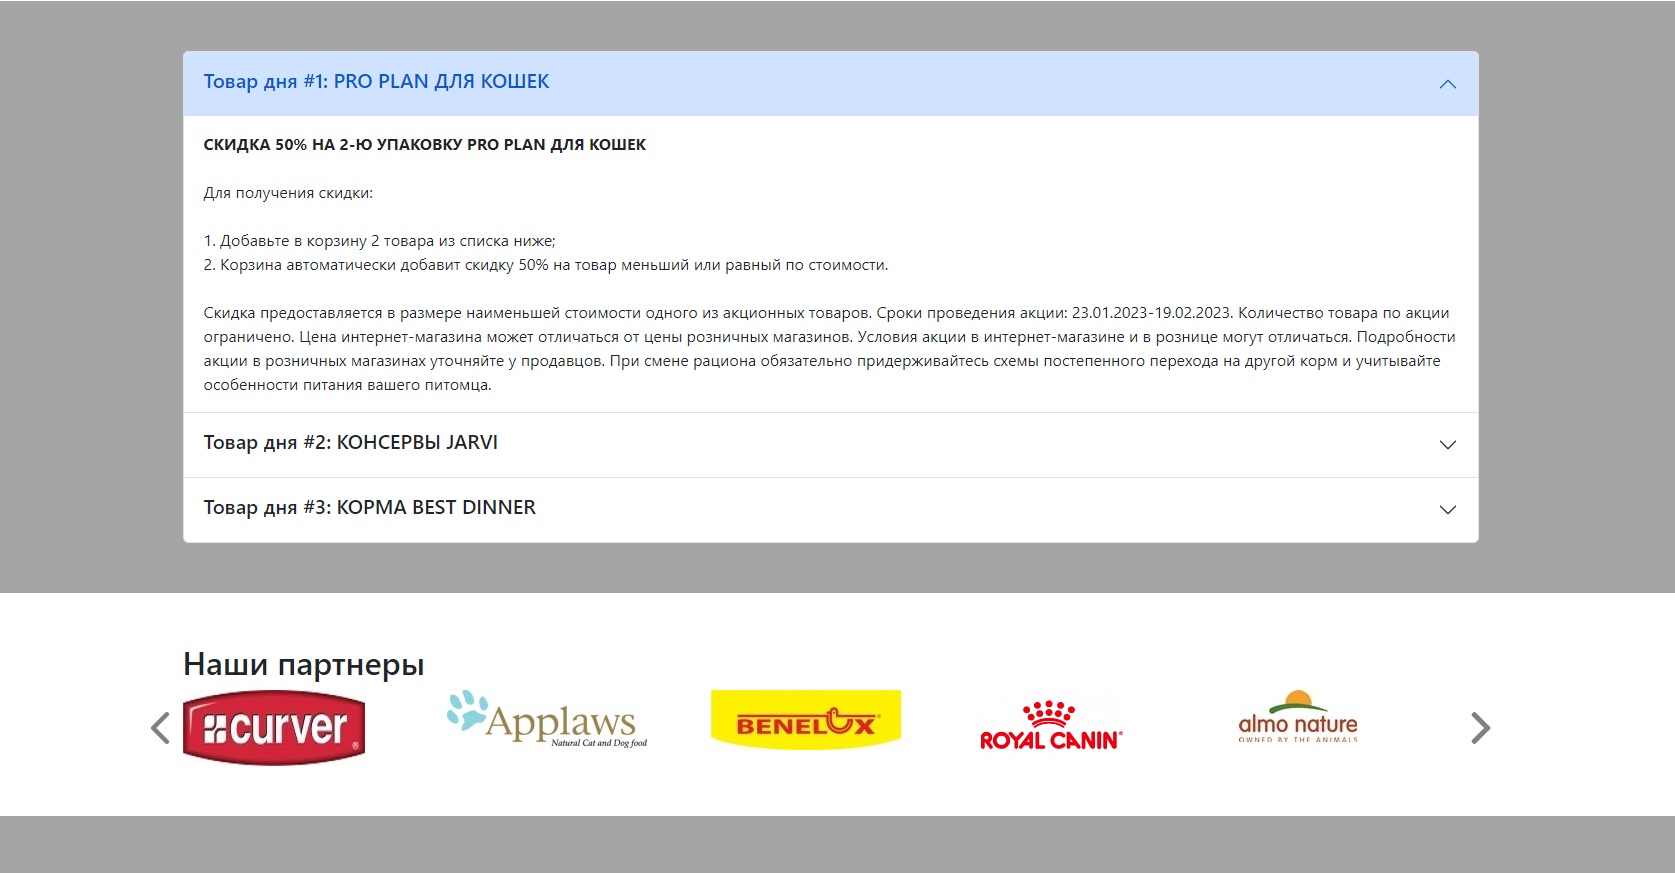 Товар дня #1: PRO PLAN ДЛЯ КОШЕК
СКИДКА 50% НА 2-Ю УПАКОВКУ PRO PLAN ДЛЯ КОШЕК
Для получения скидки:
1. Добавьте в корзину 2 товара из списка ниже;
2. Корзина автоматически добавит скидку 50% на товар меньший или равный по стоимости.
Скидка предоставляется в размере наименьшей стоимости одного из акционных товаров. Сроки проведения акции: 23.01.2023-19.02.2023. Количество товара по акции
ограничено. Цена интернет-магазина может отличаться от цены розничных магазинов. Условия акции в интернет-магазине и в рознице могут отличаться. Подробности
акции в розничных магазинах уточняйте у продавцов. При смене рациона обязательно придерживайтесь схемы постепенного перехода на другой корм и учитывайте
особенности питания вашего питомца.
Товар дня #2: КОНСЕРВЫ JARVI
Товар дня #3: КОРМА BEST DINNER
Наши партнеры
curver®
Applaws
Natural Cat and Dog food
BENELUX®
ROYAL CANIN®
almo nature
OWNED BY THE ANIMALS